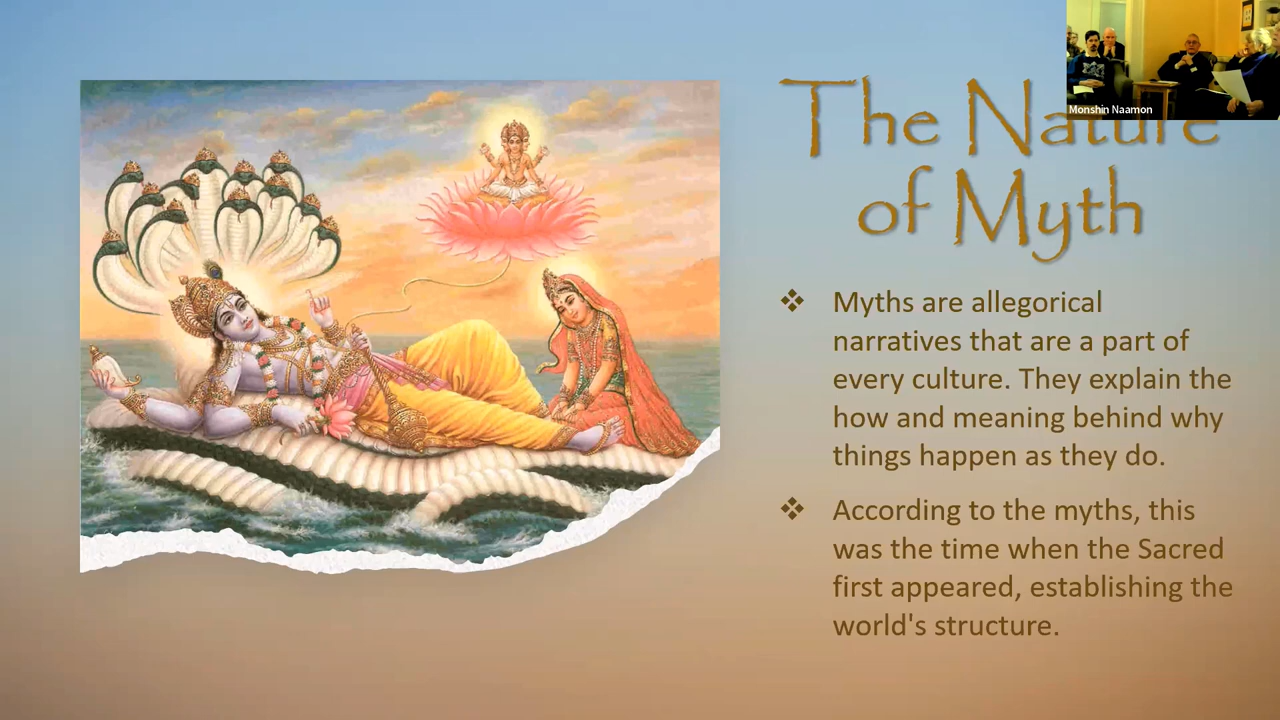 Monshin Naamon
The Nature
of Myth
❖ Myths are allegorical
narratives that are a part of
every culture. They explain the
how and meaning behind why
things happen as they do.
❖ According to the myths, this
was the time when the Sacred
first appeared, establishing the
world's structure.